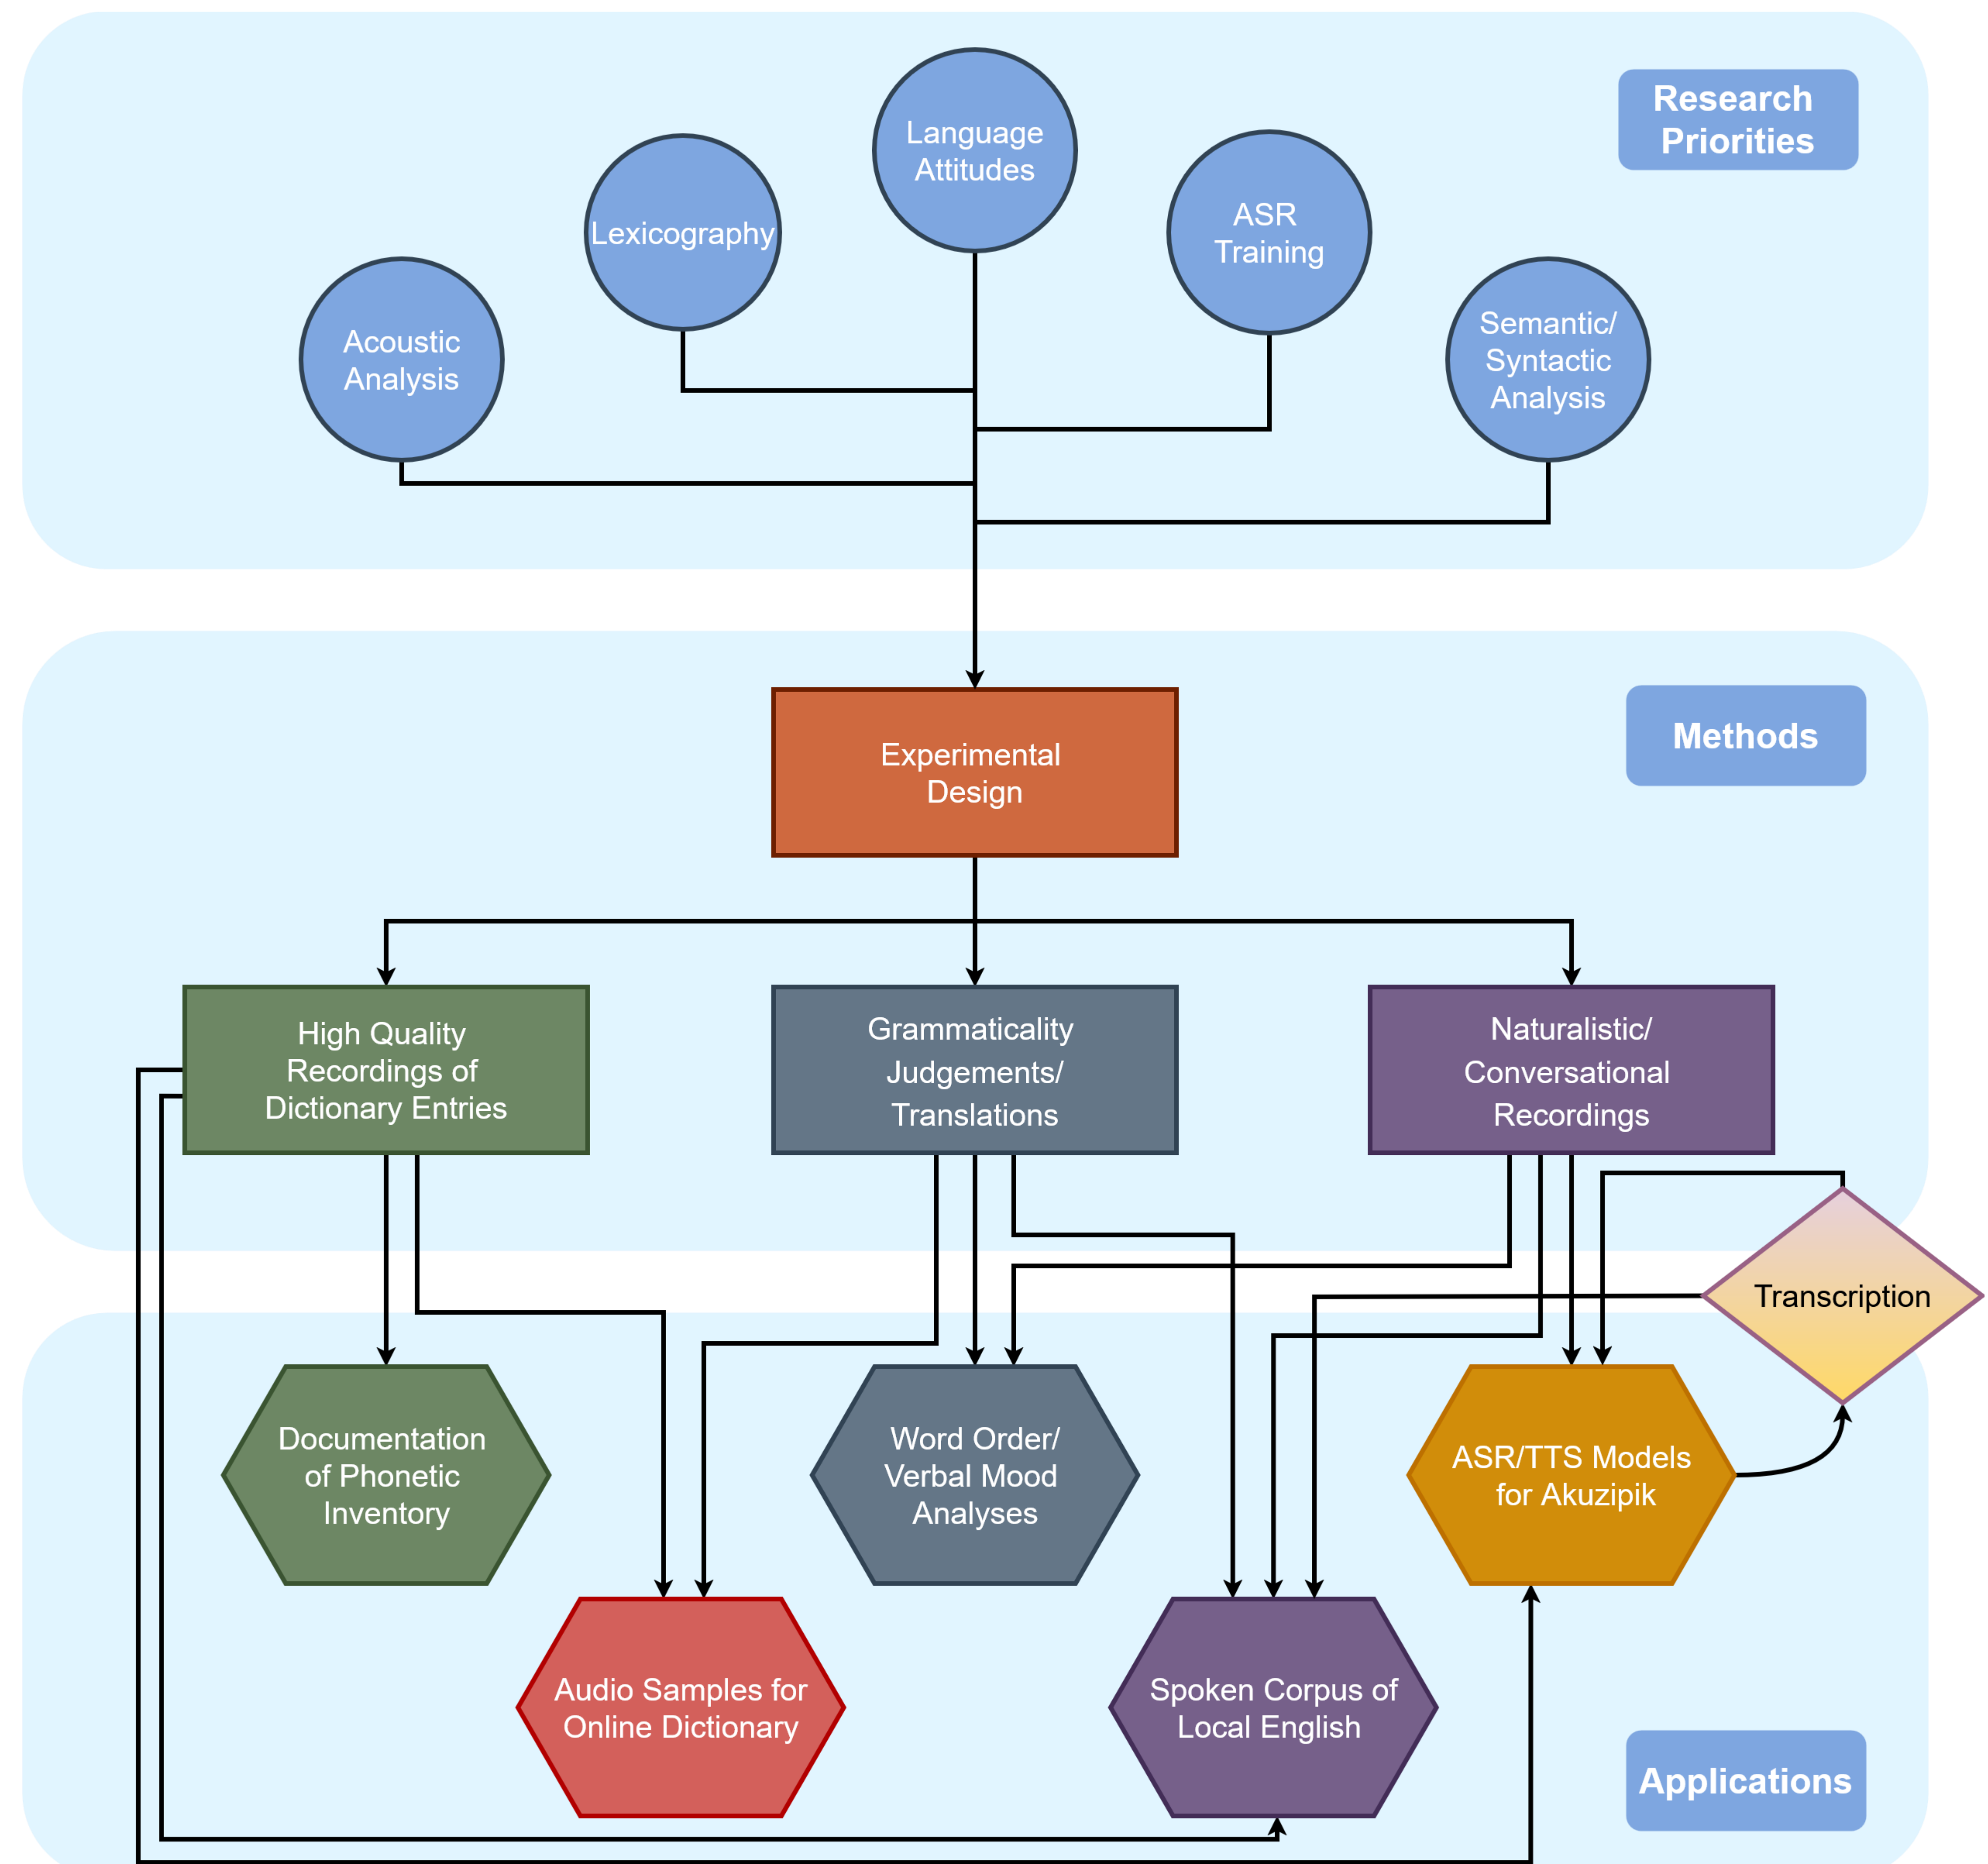 Research
Priorities
Language
Attitudes
Lexicography
ASR
Training
Acoustic
Analysis
Semantic/
Syntactic
Analysis
Methods
Experimental
Design
High Quality
Recordings of
Dictionary Entries
Grammaticality
Judgements/
Translations
Naturalistic/
Conversational
Recordings
Transcription
Documentation
of Phonetic
Inventory
Word Order/
Verbal Mood
Analyses
ASR/TTS Models
for Akuzipik
Audio Samples for
Online Dictionary
Spoken Corpus of
Local English
Applications